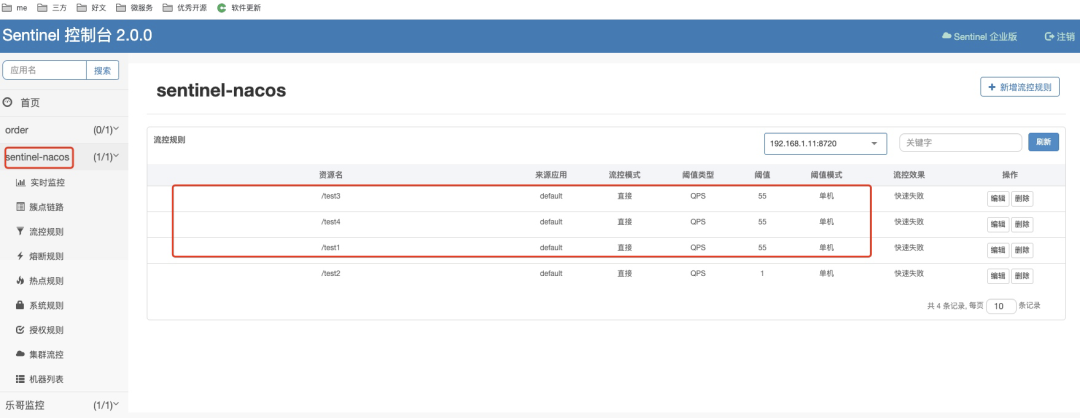 me 三方 好文 微服务 优秀开源 软件更新
Sentinel 控制台 2.0.0 Sentinel 企业版 注销
应用名 搜索
sentinel-nacos 新增流控规则
首页
order (0/1)
sentinel-nacos (1/1)
流控规则 192.168.1.11:8720 关键字 刷新
资源名 来源应用 流控模式 阈值类型 阈值 阈值模式 流控效果 操作
/test3 default 直接 QPS 55 单机 快速失败 编辑 删除
/test4 default 直接 QPS 55 单机 快速失败 编辑 删除
/test1 default 直接 QPS 55 单机 快速失败 编辑 删除
/test2 default 直接 QPS 1 单机 快速失败 编辑 删除
共 4 条记录, 每页 10 条记录
实时监控
簇点链路
流控规则
熔断规则
热点规则
系统规则
授权规则
集群流控
机器列表
乐哥监控 (1/1)